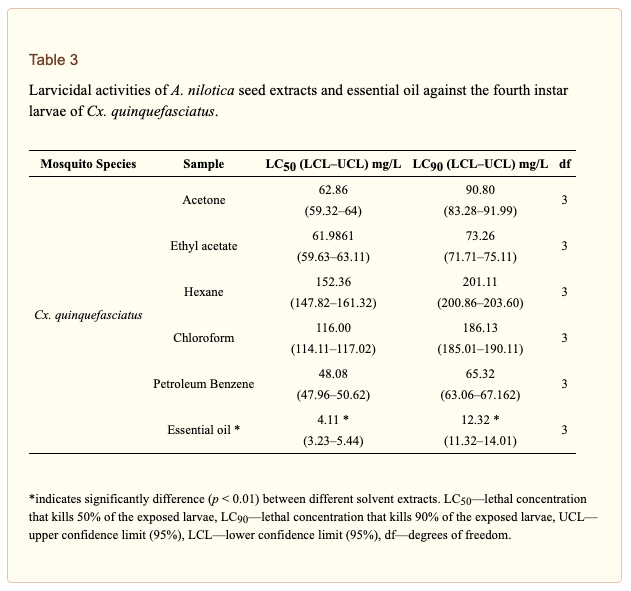 Table 3
Larvicidal activities of A. nilotica seed extracts and essential oil against the fourth instar
larvae of Cx. quinquefasciatus.
Mosquito Species Sample LC50 (LCL–UCL) mg/L LC90 (LCL–UCL) mg/L df
Cx. quinquefasciatus
Acetone 62.86 90.80 3
(59.32–64) (83.28–91.99)
Ethyl acetate 61.9861 73.26 3
(59.63–63.11) (71.71–75.11)
Hexane 152.36 201.11 3
(147.82–161.32) (200.86–203.60)
Chloroform 116.00 186.13 3
(114.11–117.02) (185.01–190.11)
Petroleum Benzene 48.08 65.32 3
(47.96–50.62) (63.06–67.162)
Essential oil * 4.11 * 12.32 * 3
(3.23–5.44) (11.32–14.01)
*indicates significantly difference (p < 0.01) between different solvent extracts. LC50—lethal concentration
that kills 50% of the exposed larvae, LC90—lethal concentration that kills 90% of the exposed larvae, UCL—
upper confidence limit (95%), LCL—lower confidence limit (95%), df—degrees of freedom.